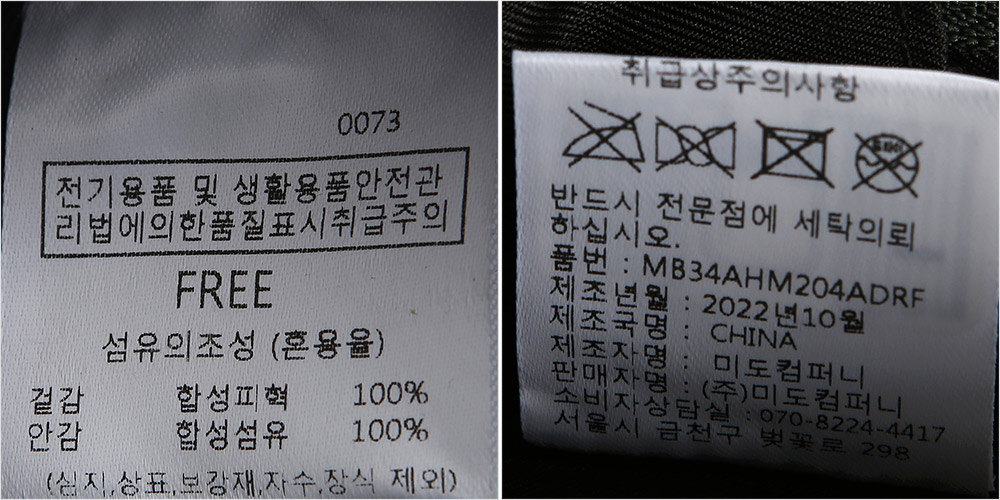 0073
전기용품 및 생활용품안전관
리법에의한품질표시취급주의
FREE
섬유의조성 (혼용율)
겉감 합성피혁 100%
안감 합성섬유 100%
(심지,상표,보강재,자수,장식 제외)
취급상주의사항
반드시 전문점에 세탁의뢰
하십시오.
품번 : MB34AHM204ADRF
제조년월 : 2022년10월
제조국명 : CHINA
제조자명 : 미도컴퍼니
판매자명 : (주)미도컴퍼니
소비자상담실 : 070-8224-4417
서울시 금천구 벚꽃로 298